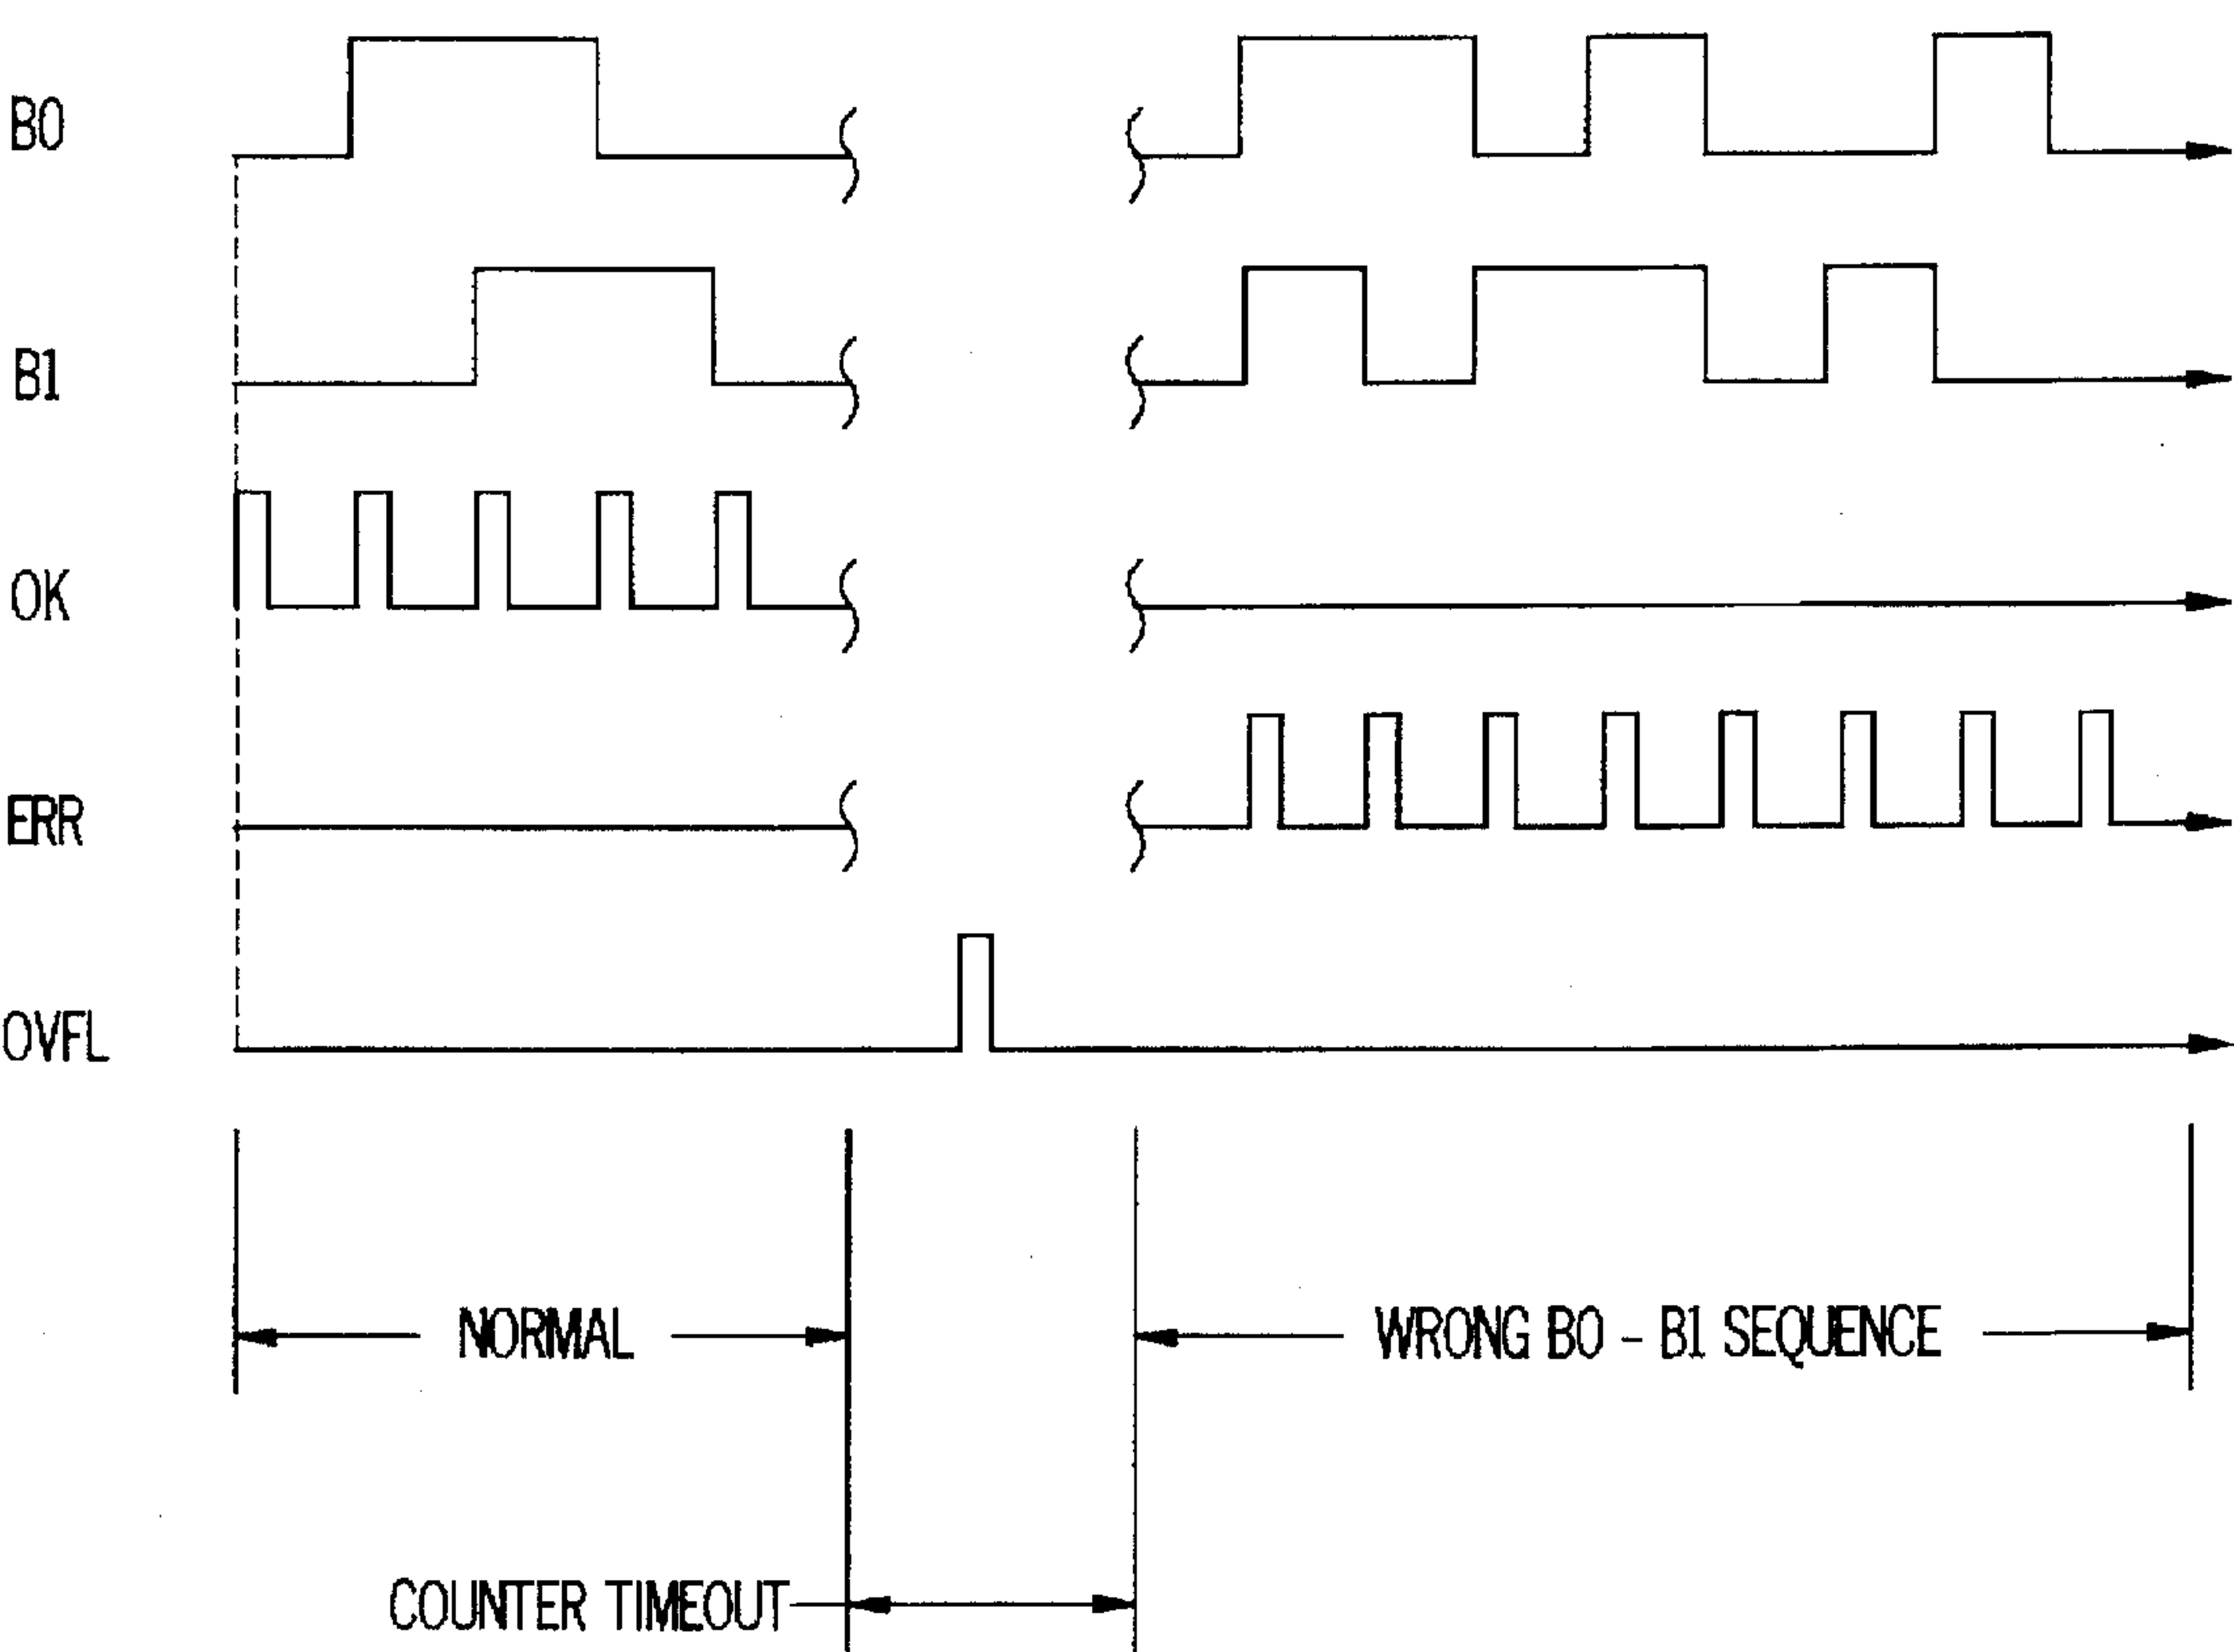 B0
B1
OK
ERR
OVFL
NORMAL
WRONG B0 - B1 SEQUENCE
COUNTER TIMEOUT